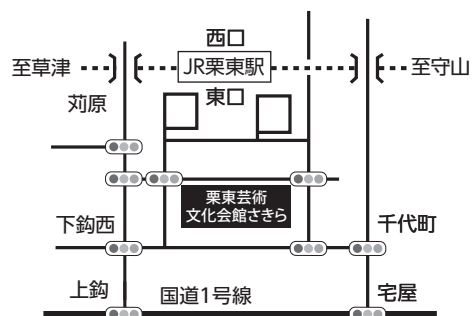 西口
至草津
JR栗東駅
至守山
苅原
東口
栗東芸術
文化会館さきら
下鈎西
千代町
上鈎
国道1号線
宅屋